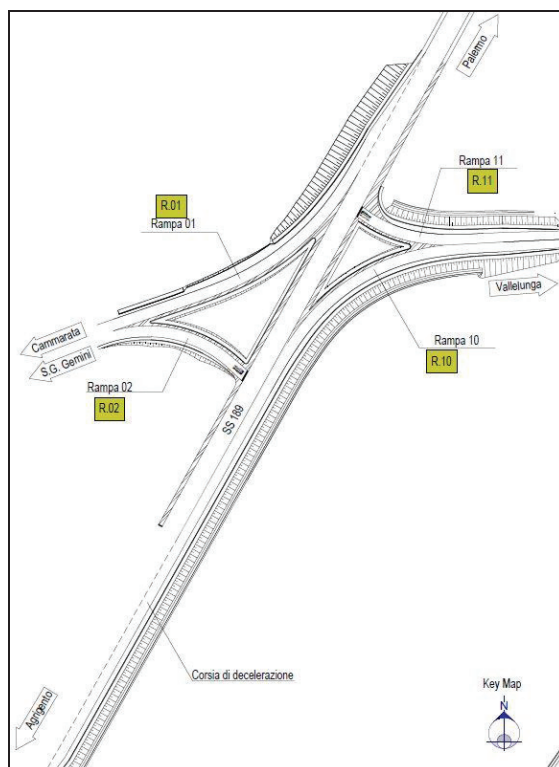 Palermo
Rampa 11
R.11
R.01
Rampa 01
Vallelunga
Cammarata
S.G. Gemini
Rampa 10
R.10
Rampa 02
R.02
SS 189
Corsia di decelerazione
Agrigento
Key Map
N